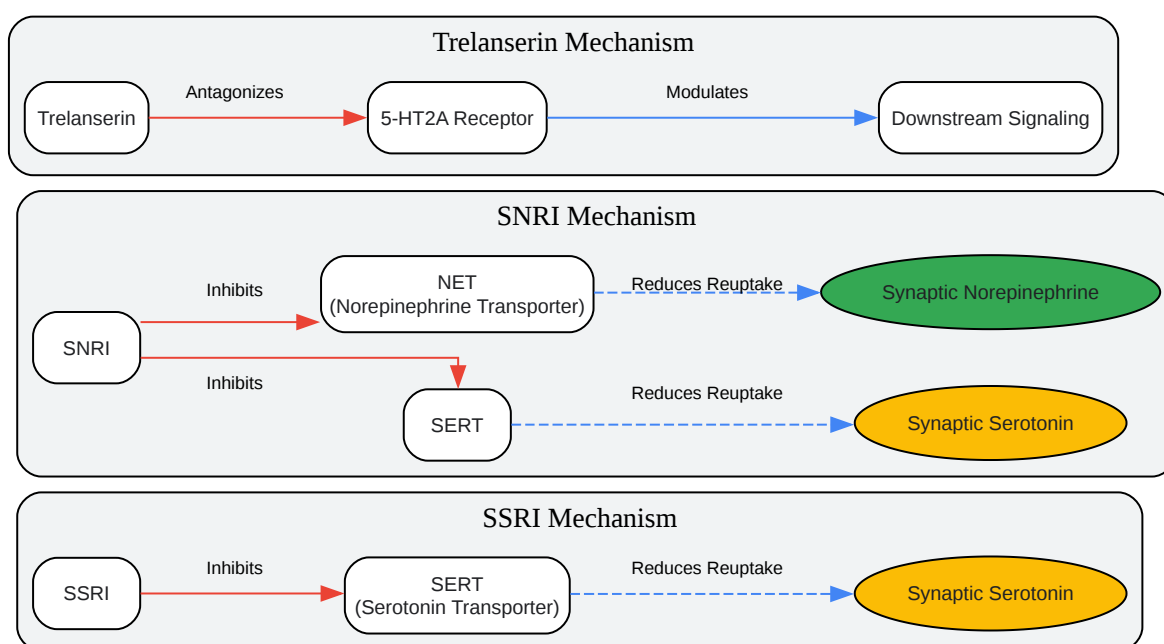 Trelanserin Mechanism
Trelanserin
Antagonizes
5-HT2A Receptor
Modulates
Downstream Signaling
SNRI Mechanism
SNRI
Inhibits
NET
(Norepinephrine Transporter)
Reduces Reuptake
Synaptic Norepinephrine
Inhibits
SERT
Reduces Reuptake
Synaptic Serotonin
SSRI Mechanism
SSRI
Inhibits
SERT
(Serotonin Transporter)
Reduces Reuptake
Synaptic Serotonin